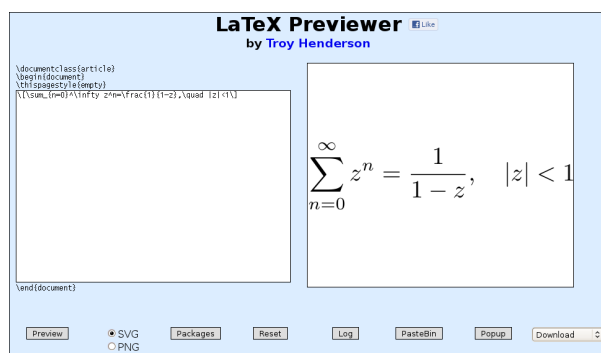 LaTeX Previewer Like
by Troy Henderson
\documentclass{article}
\begin{document}
\thispagestyle{empty}
\[\sum_{n=0}^\infty z^n=\frac{1}{1-z},\quad |z|<1\]
\end{document}
∞
∑ zⁿ = 1/(1 − z), |z| < 1
n=0
Preview SVG Packages Reset Log PasteBin Popup Download
PNG